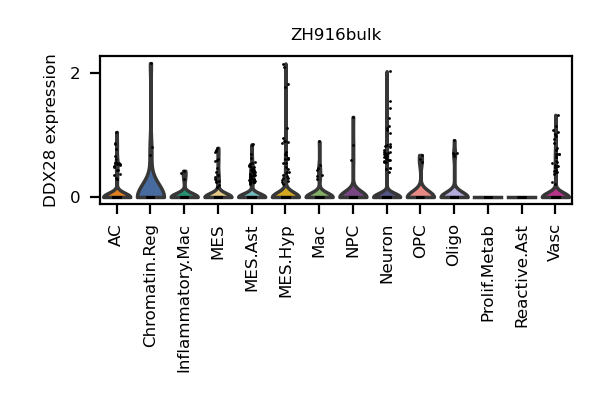 ZH916bulk
DDX28 expression
2
0
AC
Chromatin.Reg
Inflammatory.Mac
MES
MES.Ast
MES.Hyp
Mac
NPC
Neuron
OPC
Oligo
Prolif.Metab
Reactive.Ast
Vasc